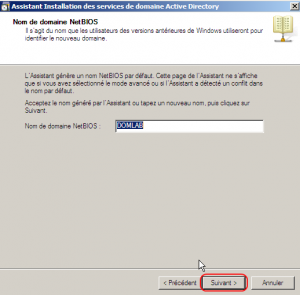 Assistant Installation des services de domaine Active Directory
Nom de domaine NetBIOS
Il s'agit du nom que les utilisateurs des versions antérieures de Windows utiliseront pour
identifier le nouveau domaine.
L'Assistant génère un nom NetBIOS par défaut. Cette page de l'Assistant ne s'affiche
que si vous avez sélectionné le mode avancé ou si l'Assistant a détecté un conflit dans
le nom par défaut.
Acceptez le nom généré par l'Assistant ou tapez un nouveau nom, puis cliquez sur
Suivant.
Nom de domaine NetBIOS :
DOMLAB
< Précédent
Suivant >
Annuler